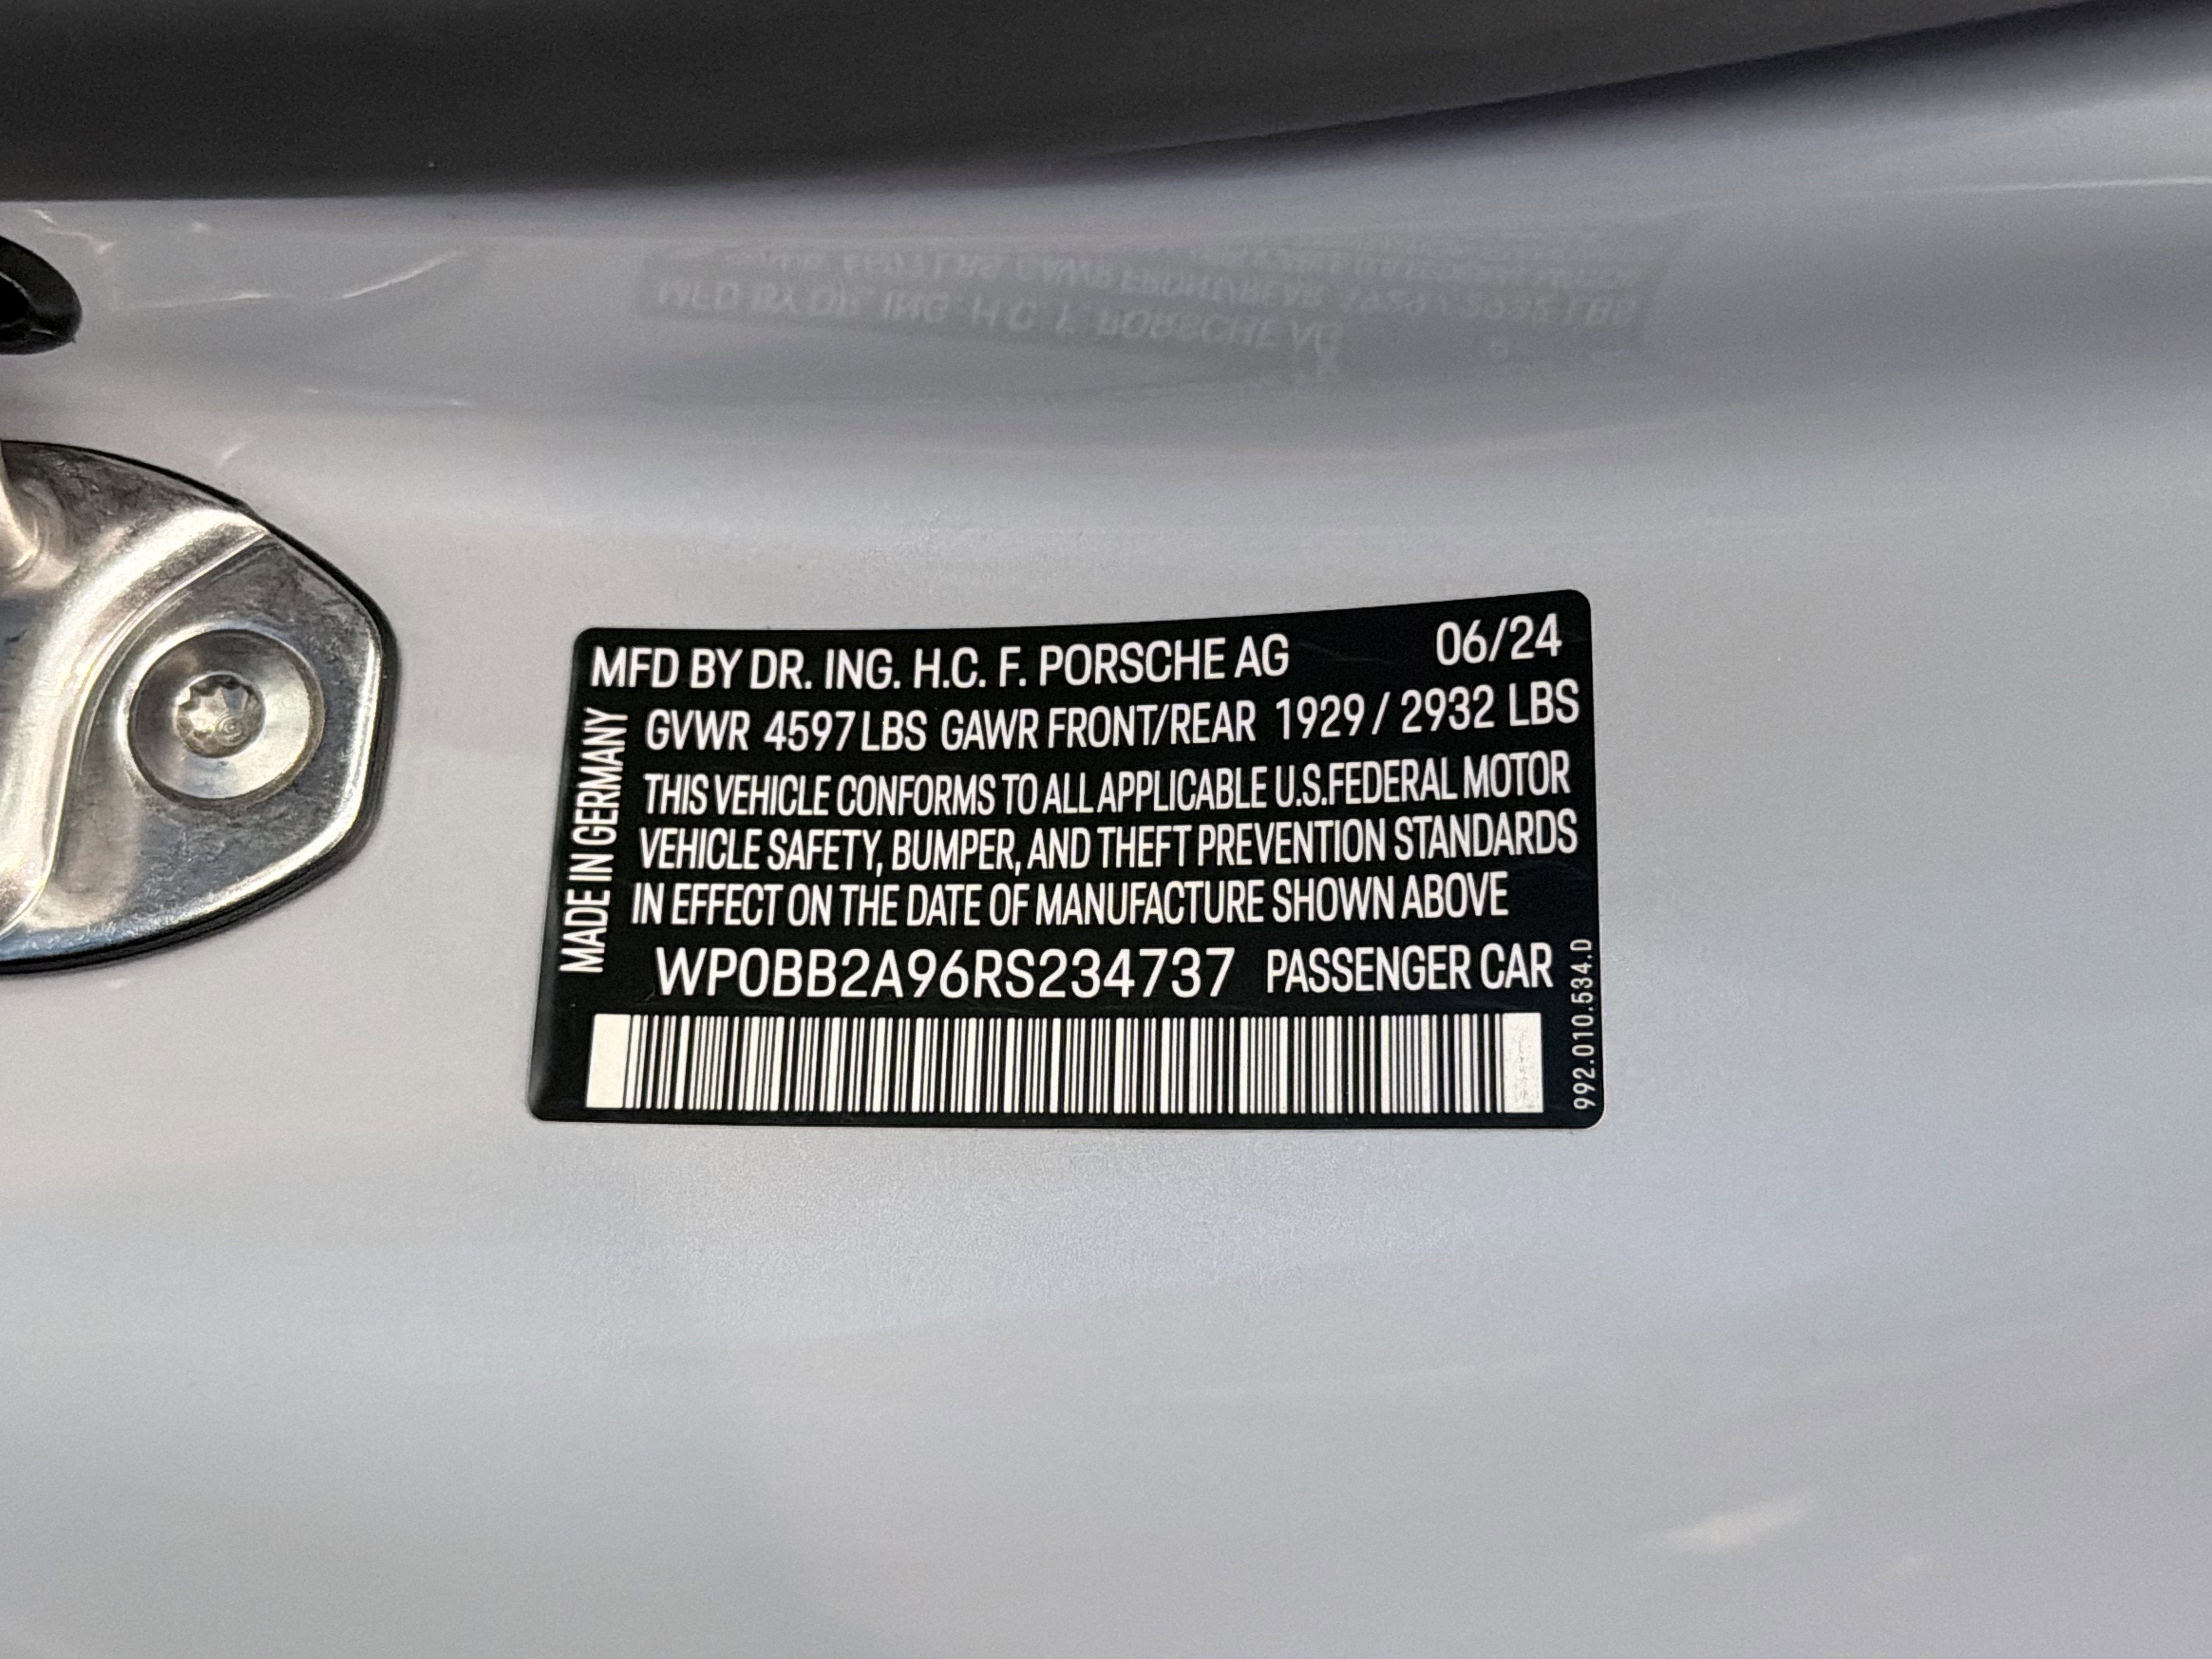 MFD BY DR. ING. H.C. F. PORSCHE AG 06/24
GVWR 4597 LBS GAWR FRONT/REAR 1929 / 2932 LBS
THIS VEHICLE CONFORMS TO ALL APPLICABLE U.S.FEDERAL MOTOR
VEHICLE SAFETY, BUMPER, AND THEFT PREVENTION STANDARDS
IN EFFECT ON THE DATE OF MANUFACTURE SHOWN ABOVE
WP0BB2A96RS234737 PASSENGER CAR
MADE IN GERMANY
992.010.534.D